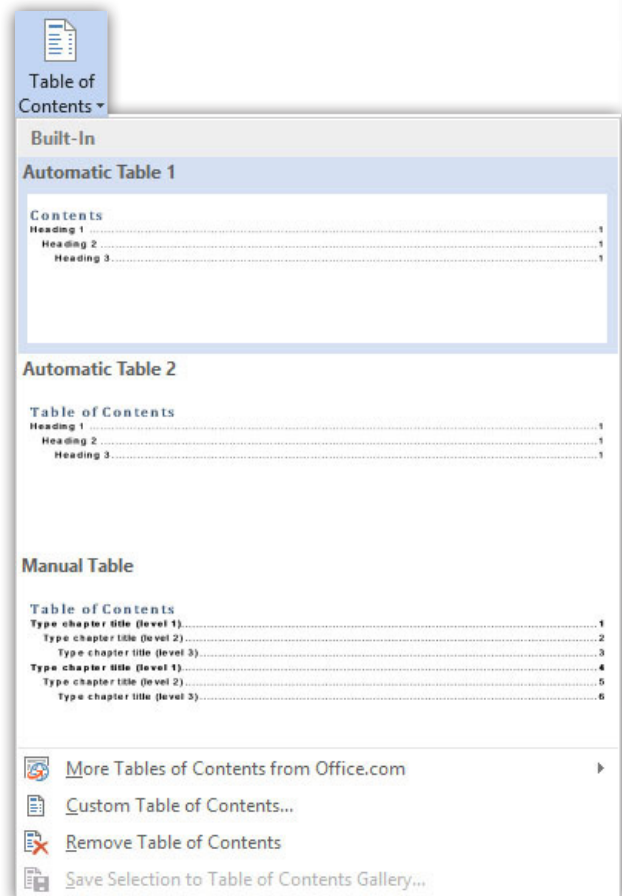 Table of
Contents
Built-In
Automatic Table 1
Contents
Heading 1 ........................................ 1
Heading 2 ........................................ 1
Heading 3 ........................................ 1
Automatic Table 2
Table of Contents
Heading 1 ........................................ 1
Heading 2 ........................................ 1
Heading 3 ........................................ 1
Manual Table
Table of Contents
Type chapter title (level 1) ........................................ 1
Type chapter title (level 2) ........................................ 2
Type chapter title (level 3) ........................................ 3
Type chapter title (level 1) ........................................ 4
Type chapter title (level 2) ........................................ 5
Type chapter title (level 3) ........................................ 6
More Tables of Contents from Office.com
Custom Table of Contents...
Remove Table of Contents
Save Selection to Table of Contents Gallery...